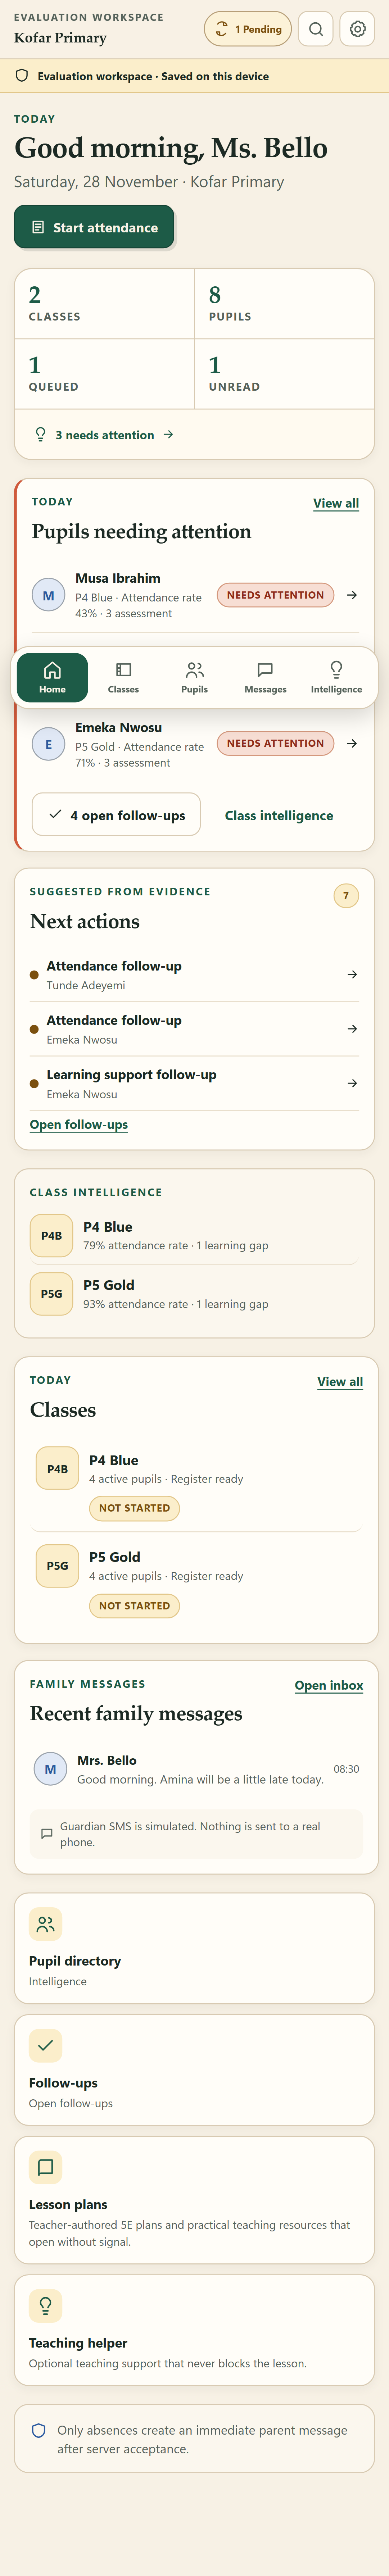 EVALUATION WORKSPACE
Kofar Primary
1 Pending
Evaluation workspace · Saved on this device
TODAY
Good morning, Ms. Bello
Saturday, 28 November · Kofar Primary
Start attendance
2
CLASSES
8
PUPILS
1
QUEUED
1
UNREAD
3 needs attention
TODAY
View all
Pupils needing attention
M
Musa Ibrahim
P4 Blue · Attendance rate
43% · 3 assessment
NEEDS ATTENTION
Home
Classes
Pupils
Messages
Intelligence
E
Emeka Nwosu
P5 Gold · Attendance rate
71% · 3 assessment
NEEDS ATTENTION
4 open follow-ups
Class intelligence
SUGGESTED FROM EVIDENCE
7
Next actions
Attendance follow-up
Tunde Adeyemi
Attendance follow-up
Emeka Nwosu
Learning support follow-up
Emeka Nwosu
Open follow-ups
CLASS INTELLIGENCE
P4B
P4 Blue
79% attendance rate · 1 learning gap
P5G
P5 Gold
93% attendance rate · 1 learning gap
TODAY
View all
Classes
P4B
P4 Blue
4 active pupils · Register ready
NOT STARTED
P5G
P5 Gold
4 active pupils · Register ready
NOT STARTED
FAMILY MESSAGES
Open inbox
Recent family messages
M
Mrs. Bello
Good morning. Amina will be a little late today.
08:30
Guardian SMS is simulated. Nothing is sent to a real
phone.
Pupil directory
Intelligence
Follow-ups
Open follow-ups
Lesson plans
Teacher-authored 5E plans and practical teaching resources that
open without signal.
Teaching helper
Optional teaching support that never blocks the lesson.
Only absences create an immediate parent message
after server acceptance.